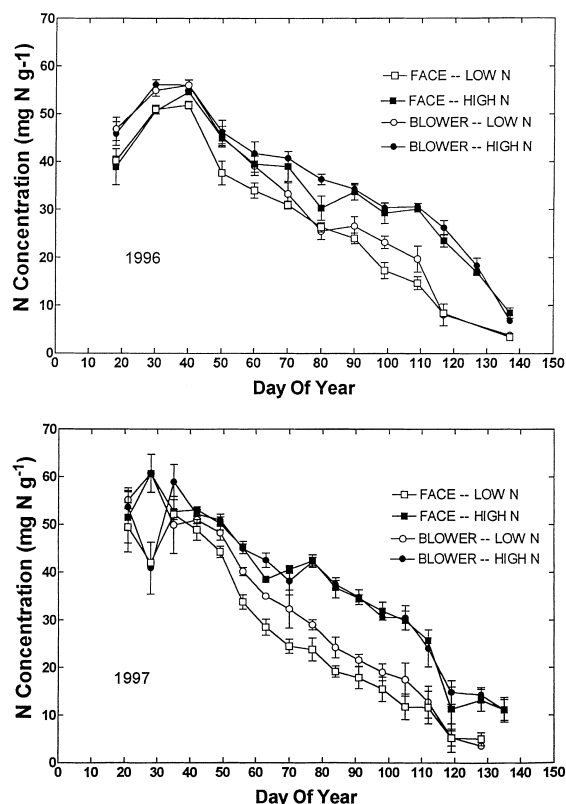 70
60
50
40
30
20
10
0
N Concentration (mg N g-1)
FACE -- LOW N
FACE -- HIGH N
BLOWER -- LOW N
BLOWER -- HIGH N
1996
0 10 20 30 40 50 60 70 80 90 100 110 120 130 140 150
Day Of Year
70
60
50
40
30
20
10
0
N Concentration (mg N g-1)
FACE -- LOW N
FACE -- HIGH N
BLOWER -- LOW N
BLOWER -- HIGH N
1997
0 10 20 30 40 50 60 70 80 90 100 110 120 130 140 150
Day Of Year